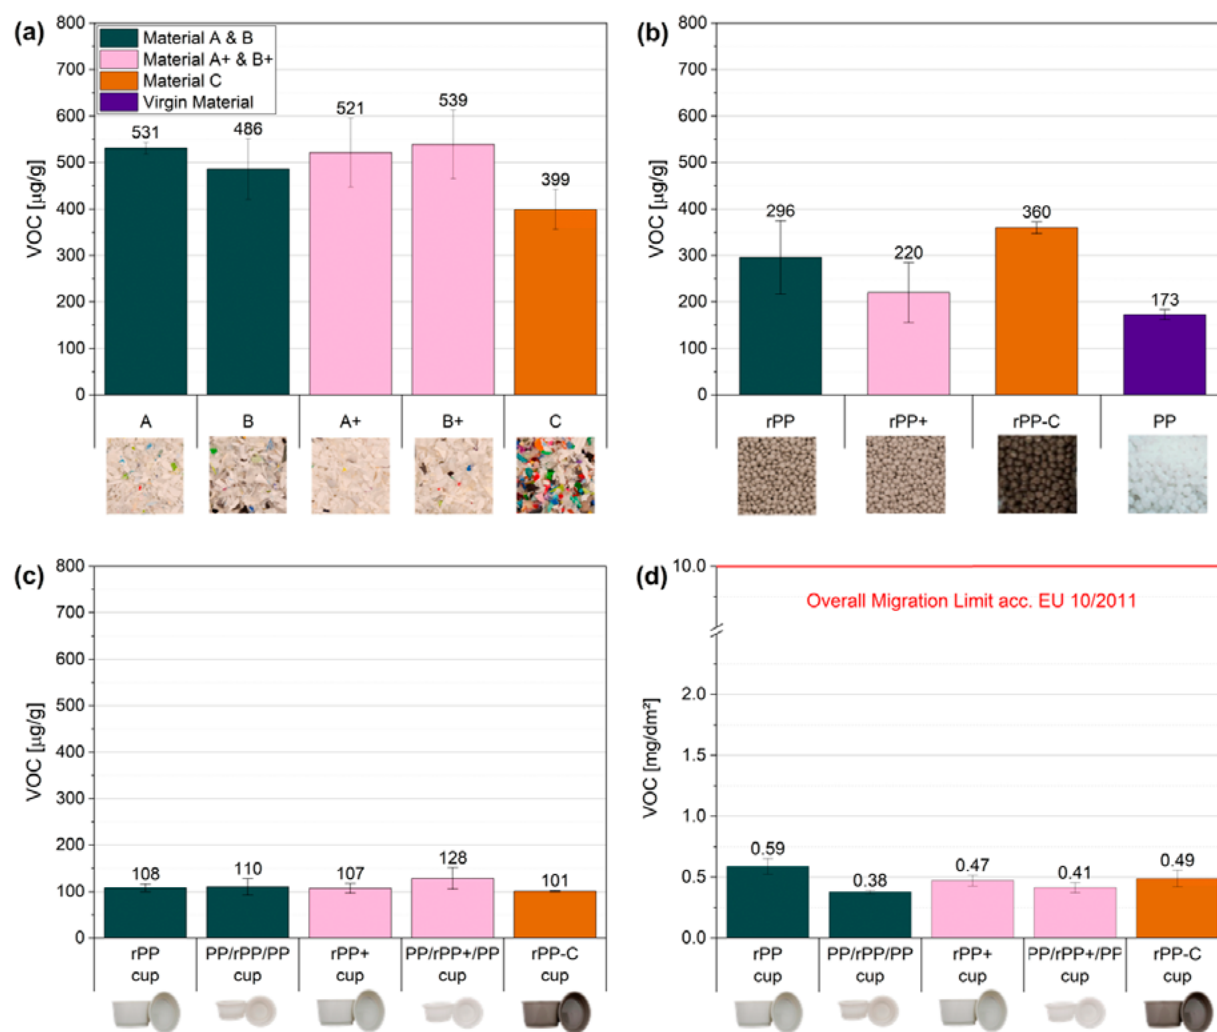 (a)
800
700
600
500
400
300
200
100
0
VOC [µg/g]
Material A & B
Material A+ & B+
Material C
Virgin Material
531
486
521
539
399
A
B
A+
B+
C
(b)
800
700
600
500
400
300
200
100
0
VOC [µg/g]
296
220
360
173
rPP
rPP+
rPP-C
PP
(c)
800
700
600
500
400
300
200
100
0
VOC [µg/g]
108
110
107
128
101
rPP
cup
PP/rPP/PP
cup
rPP+
cup
PP/rPP+/PP
cup
rPP-C
cup
(d)
10.0
2.0
1.5
1.0
0.5
0.0
VOC [mg/dm²]
Overall Migration Limit acc. EU 10/2011
0.59
0.38
0.47
0.41
0.49
rPP
cup
PP/rPP/PP
cup
rPP+
cup
PP/rPP+/PP
cup
rPP-C
cup